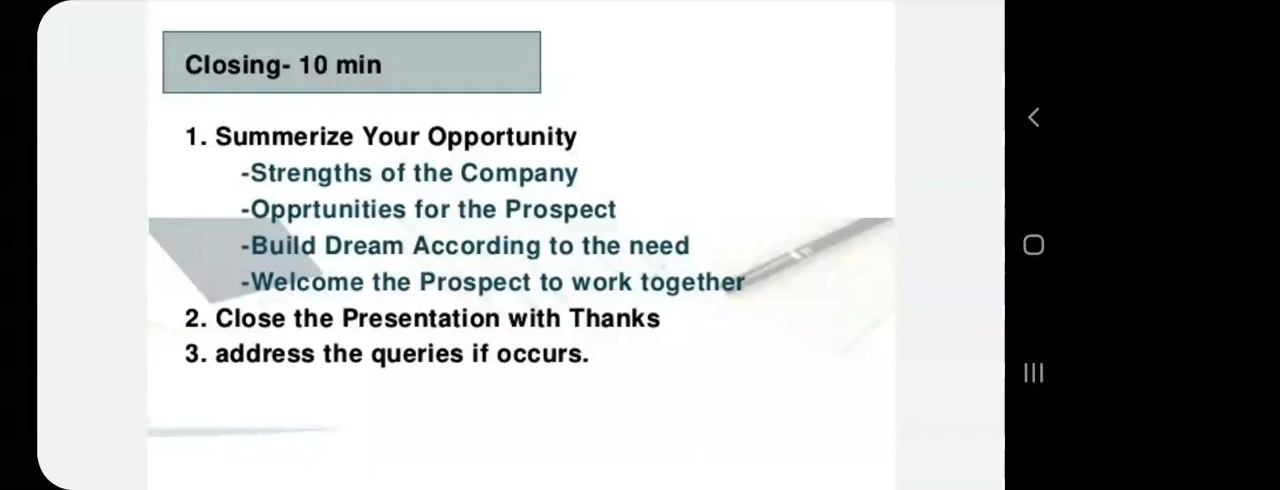 Closing- 10 min
1. Summerize Your Opportunity
-Strengths of the Company
-Opprtunities for the Prospect
-Build Dream According to the need
-Welcome the Prospect to work together
2. Close the Presentation with Thanks
3. address the queries if occurs.